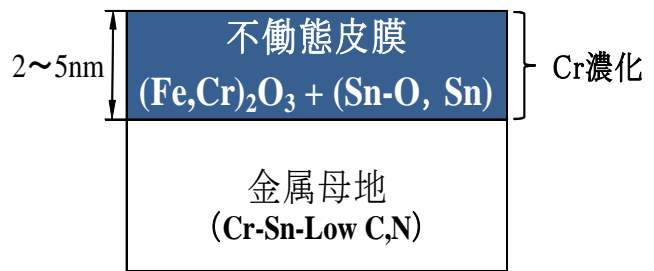 不働態皮膜
2～5nm
(Fe,Cr)₂O₃ + (Sn-O, Sn)
Cr濃化
金属母地
(Cr-Sn-Low C,N)